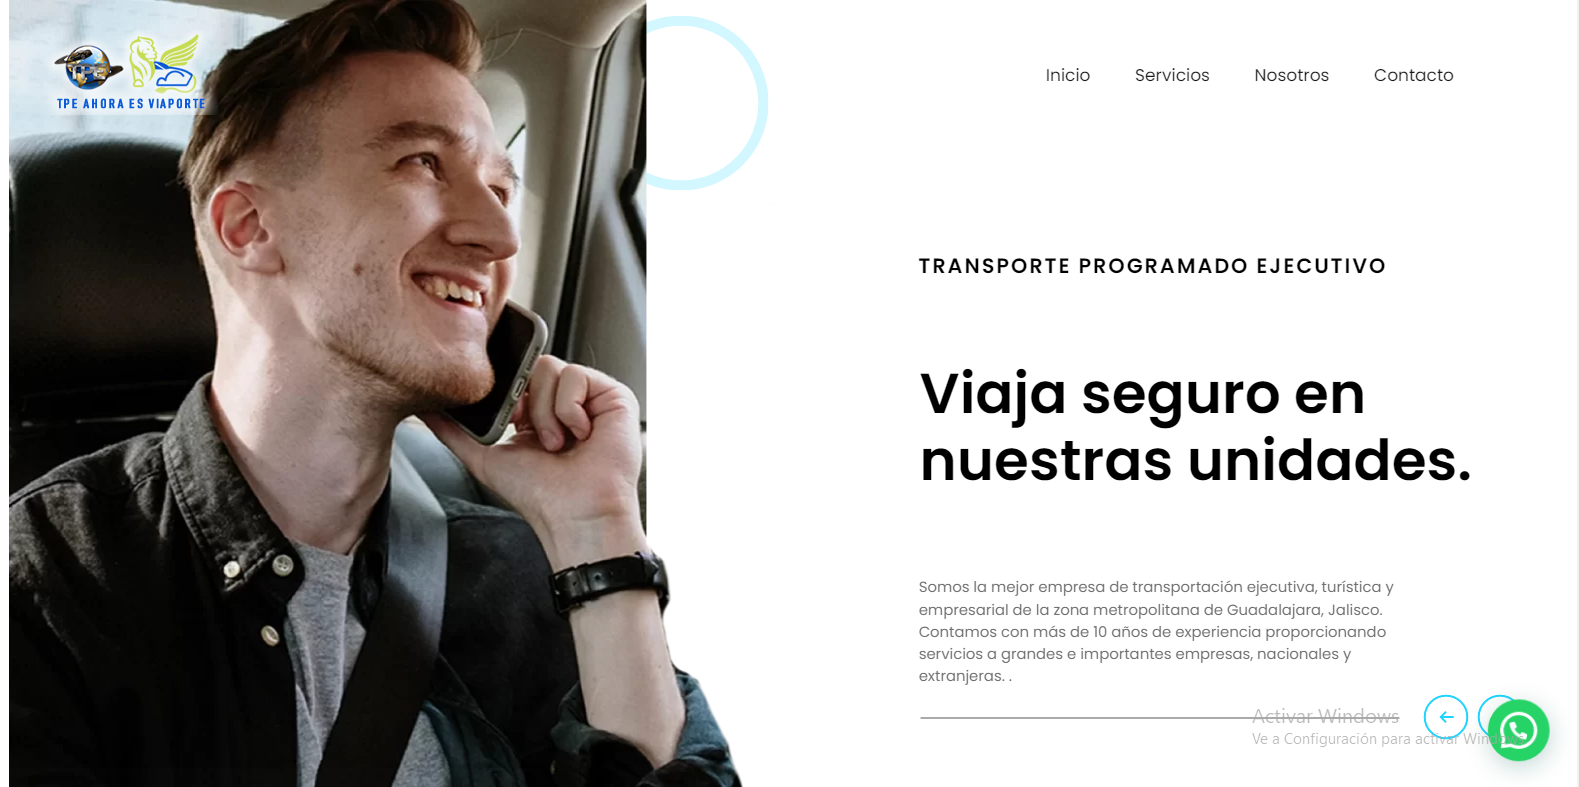 TPE
TPE AHORA ES VIAPORTE
Inicio Servicios Nosotros Contacto
TRANSPORTE PROGRAMADO EJECUTIVO
Viaja seguro en
nuestras unidades.
Somos la mejor empresa de transportación ejecutiva, turística y
empresarial de la zona metropolitana de Guadalajara, Jalisco.
Contamos con más de 10 años de experiencia proporcionando
servicios a grandes e importantes empresas, nacionales y
extranjeras. .
Activar Windows
Ve a Configuración para activar Windows.